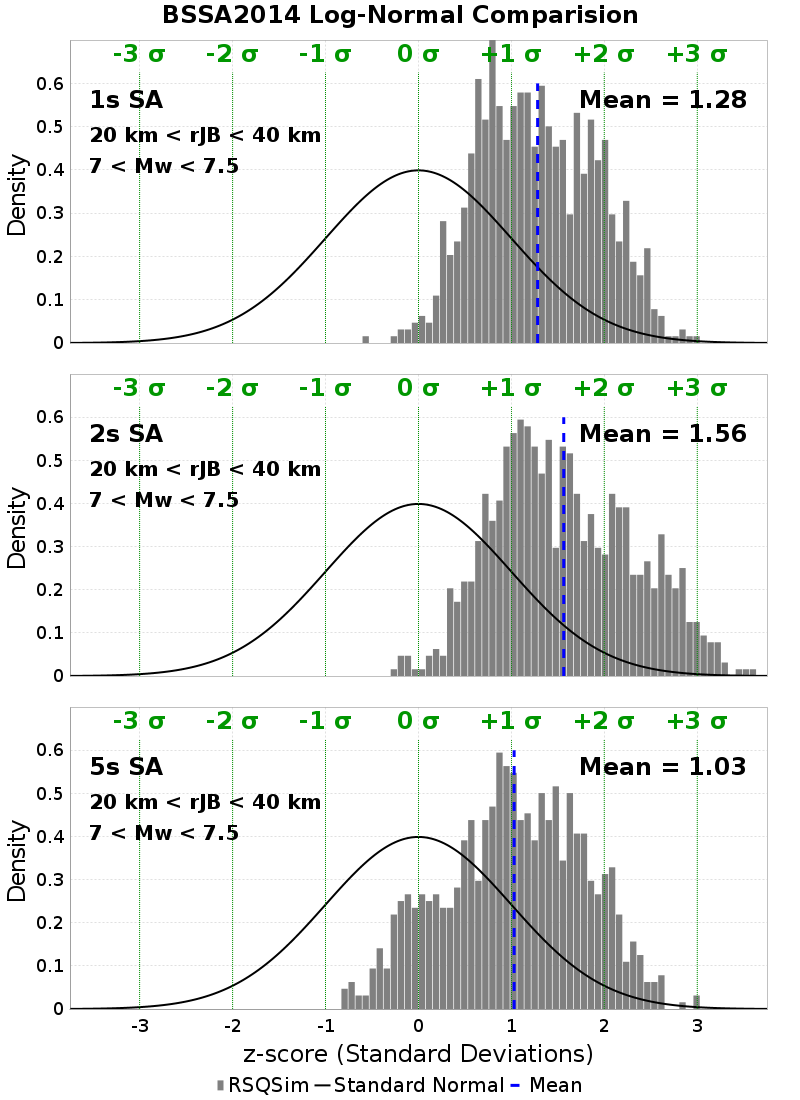 BSSA2014 Log-Normal Comparision
-3 σ -2 σ -1 σ 0 σ +1 σ +2 σ +3 σ
1s SA Mean = 1.28
20 km < rJB < 40 km
7 < Mw < 7.5
0.6
0.5
0.4
0.3
0.2
0.1
0
Density
-3 σ -2 σ -1 σ 0 σ +1 σ +2 σ +3 σ
2s SA Mean = 1.56
20 km < rJB < 40 km
7 < Mw < 7.5
0.6
0.5
0.4
0.3
0.2
0.1
0
Density
-3 σ -2 σ -1 σ 0 σ +1 σ +2 σ +3 σ
5s SA Mean = 1.03
20 km < rJB < 40 km
7 < Mw < 7.5
0.6
0.5
0.4
0.3
0.2
0.1
0
Density
-3 -2 -1 0 1 2 3
z-score (Standard Deviations)
RSQSim Standard Normal Mean